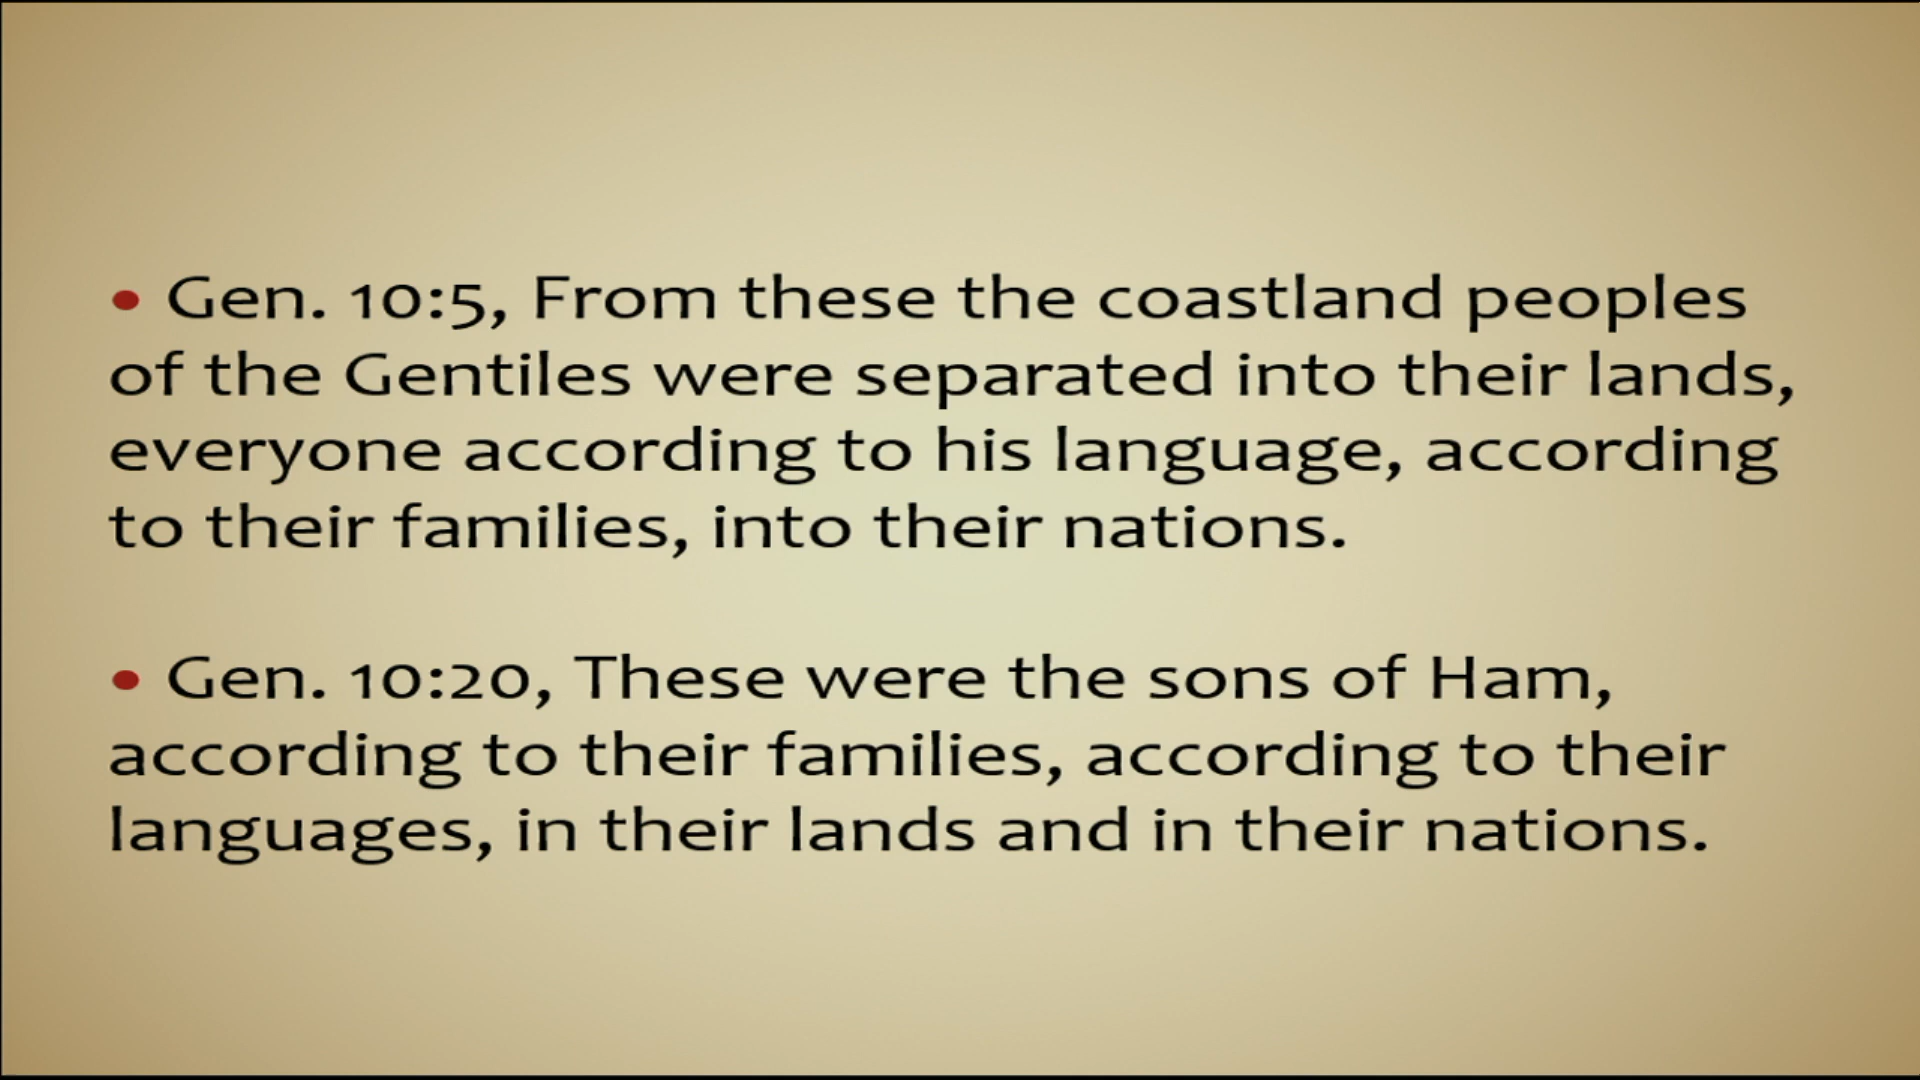 • Gen. 10:5, From these the coastland peoples
of the Gentiles were separated into their lands,
everyone according to his language, according
to their families, into their nations.
• Gen. 10:20, These were the sons of Ham,
according to their families, according to their
languages, in their lands and in their nations.